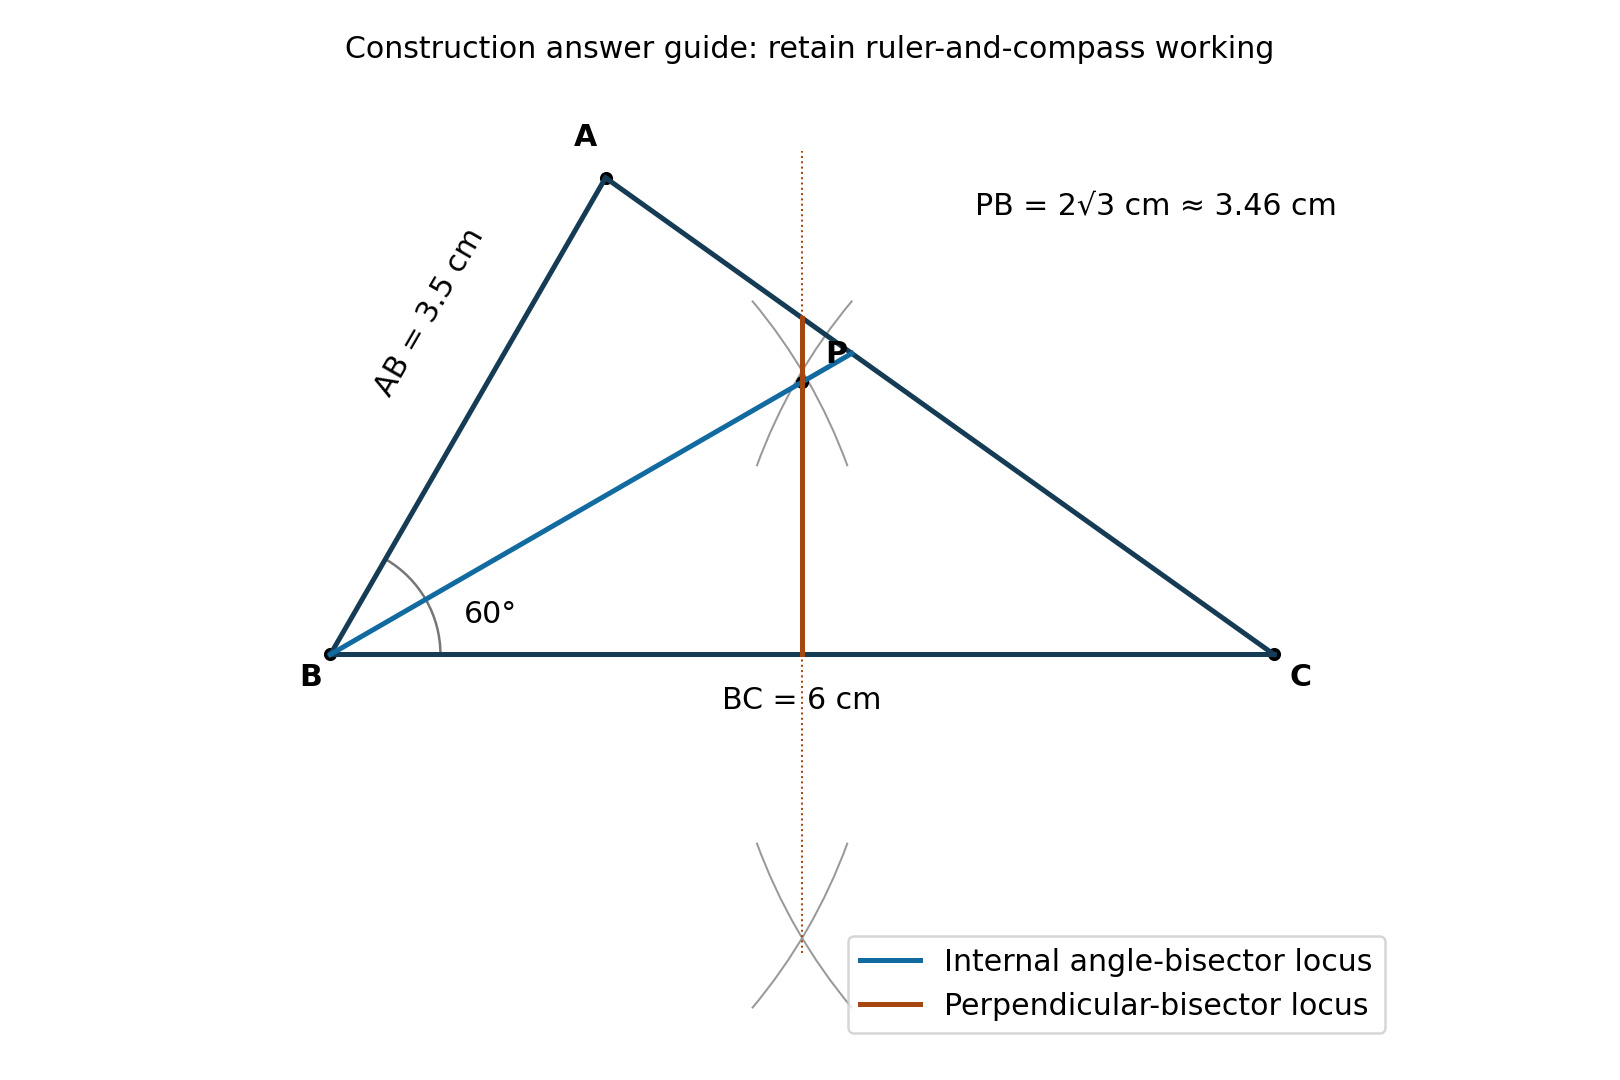 Construction answer guide: retain ruler-and-compass working
A
PB = 2√3 cm ≈ 3.46 cm
AB = 3.5 cm
P
60°
B
C
BC = 6 cm
Internal angle-bisector locus
Perpendicular-bisector locus